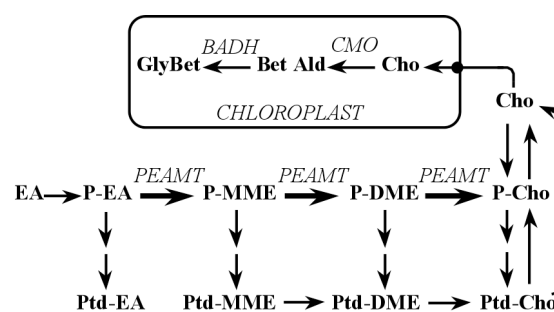 BADH CMO
GlyBet Bet Ald Cho
CHLOROPLAST
Cho
PEAMT PEAMT PEAMT
EA P-EA P-MME P-DME P-Cho
Ptd-EA Ptd-MME Ptd-DME Ptd-Cho